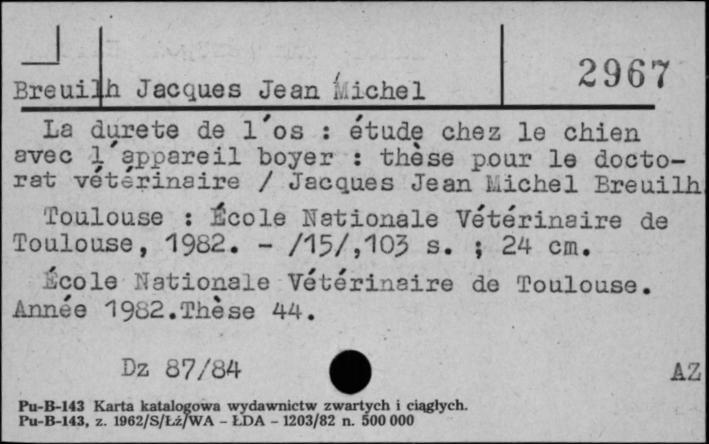 2967
Breuilh Jacques Jean Michel
La durete de l'os : étude chez le chien
avec l'appareil boyer : thèse pour le docto-
rat vétérinaire / Jacques Jean Michel Breuilh
Toulouse : École Nationale Vétérinaire de
Toulouse, 1982. - /15/,103 s. ; 24 cm.
École Nationale Vétérinaire de Toulouse.
Année 1982.Thèse 44.
Dz 87/84 AZ
Pu-B-143 Karta katalogowa wydawnictw zwartych i ciągłych.
Pu-B-143, z. 1962/S/Łź/WA - ŁDA - 1203/82 n. 500 000